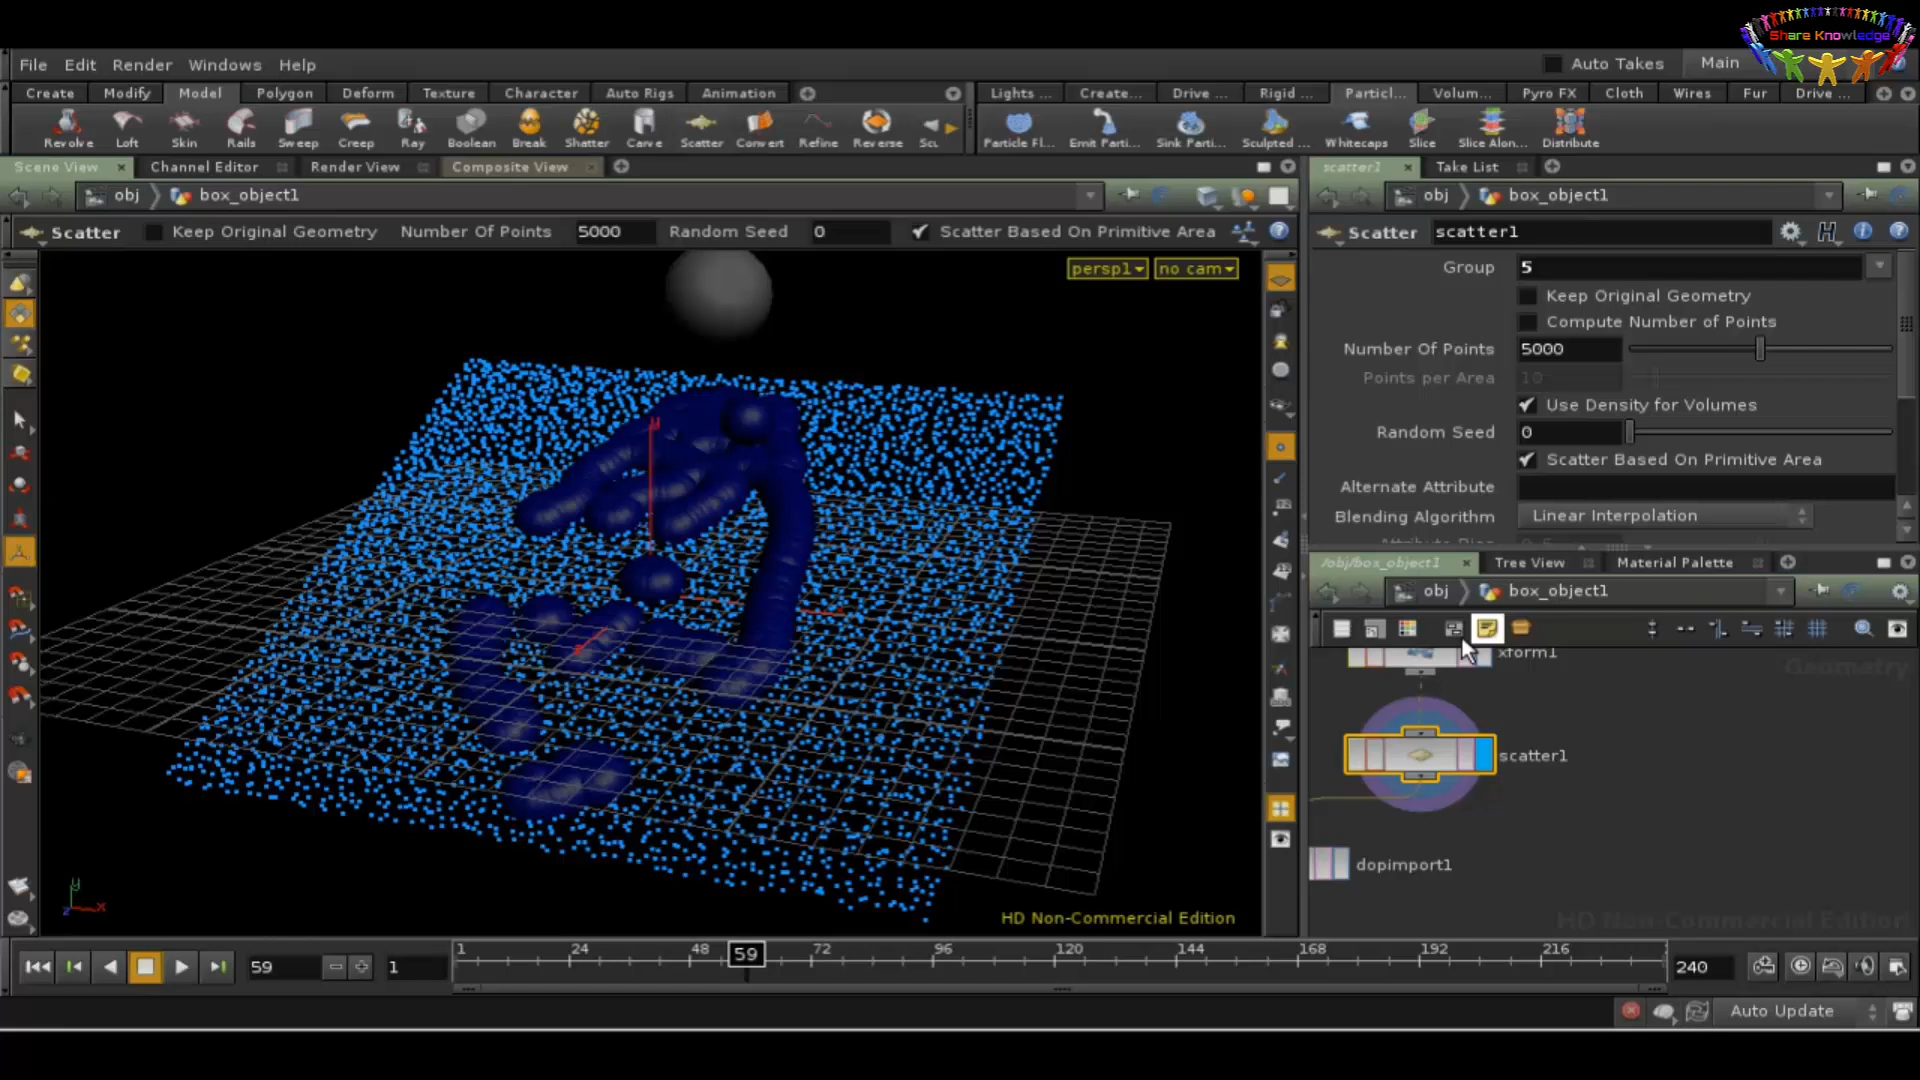 Share Knowledge
File Edit Render Windows Help
Auto Takes Main
Create Modify Model Polygon Deform Texture Character Auto Rigs Animation
Lights ... Create... Drive ... Rigid ... Particl... Volum... Pyro FX Cloth Wires Fur Drive ...
Revolve Loft Skin Rails Sweep Creep Ray Boolean Break Shatter Carve Scatter Convert Refine Reverse Scu
Particle Fl... Emit Parti... Sink Parti... Sculpted ... Whitecaps Slice Slice Alon... Distribute
Scene View Channel Editor Render View Composite View
scatter1 Take List
obj box_object1
obj box_object1
Scatter Keep Original Geometry Number Of Points 5000 Random Seed 0 Scatter Based On Primitive Area
Scatter scatter1
persp1 no cam
Group 5
Keep Original Geometry
Compute Number of Points
Number Of Points 5000
Points per Area 10
Use Density for Volumes
Random Seed 0
Scatter Based On Primitive Area
Alternate Attribute
Blending Algorithm Linear Interpolation
/obj/box_object1 Tree View Material Palette
obj box_object1
xform1
Geometry
scatter1
dopimport1
HD Non-Commercial Edition
HD Non-Commercial Edition
y
z x
59 1
1 24 48 59 72 96 120 144 168 192 216
240
Auto Update